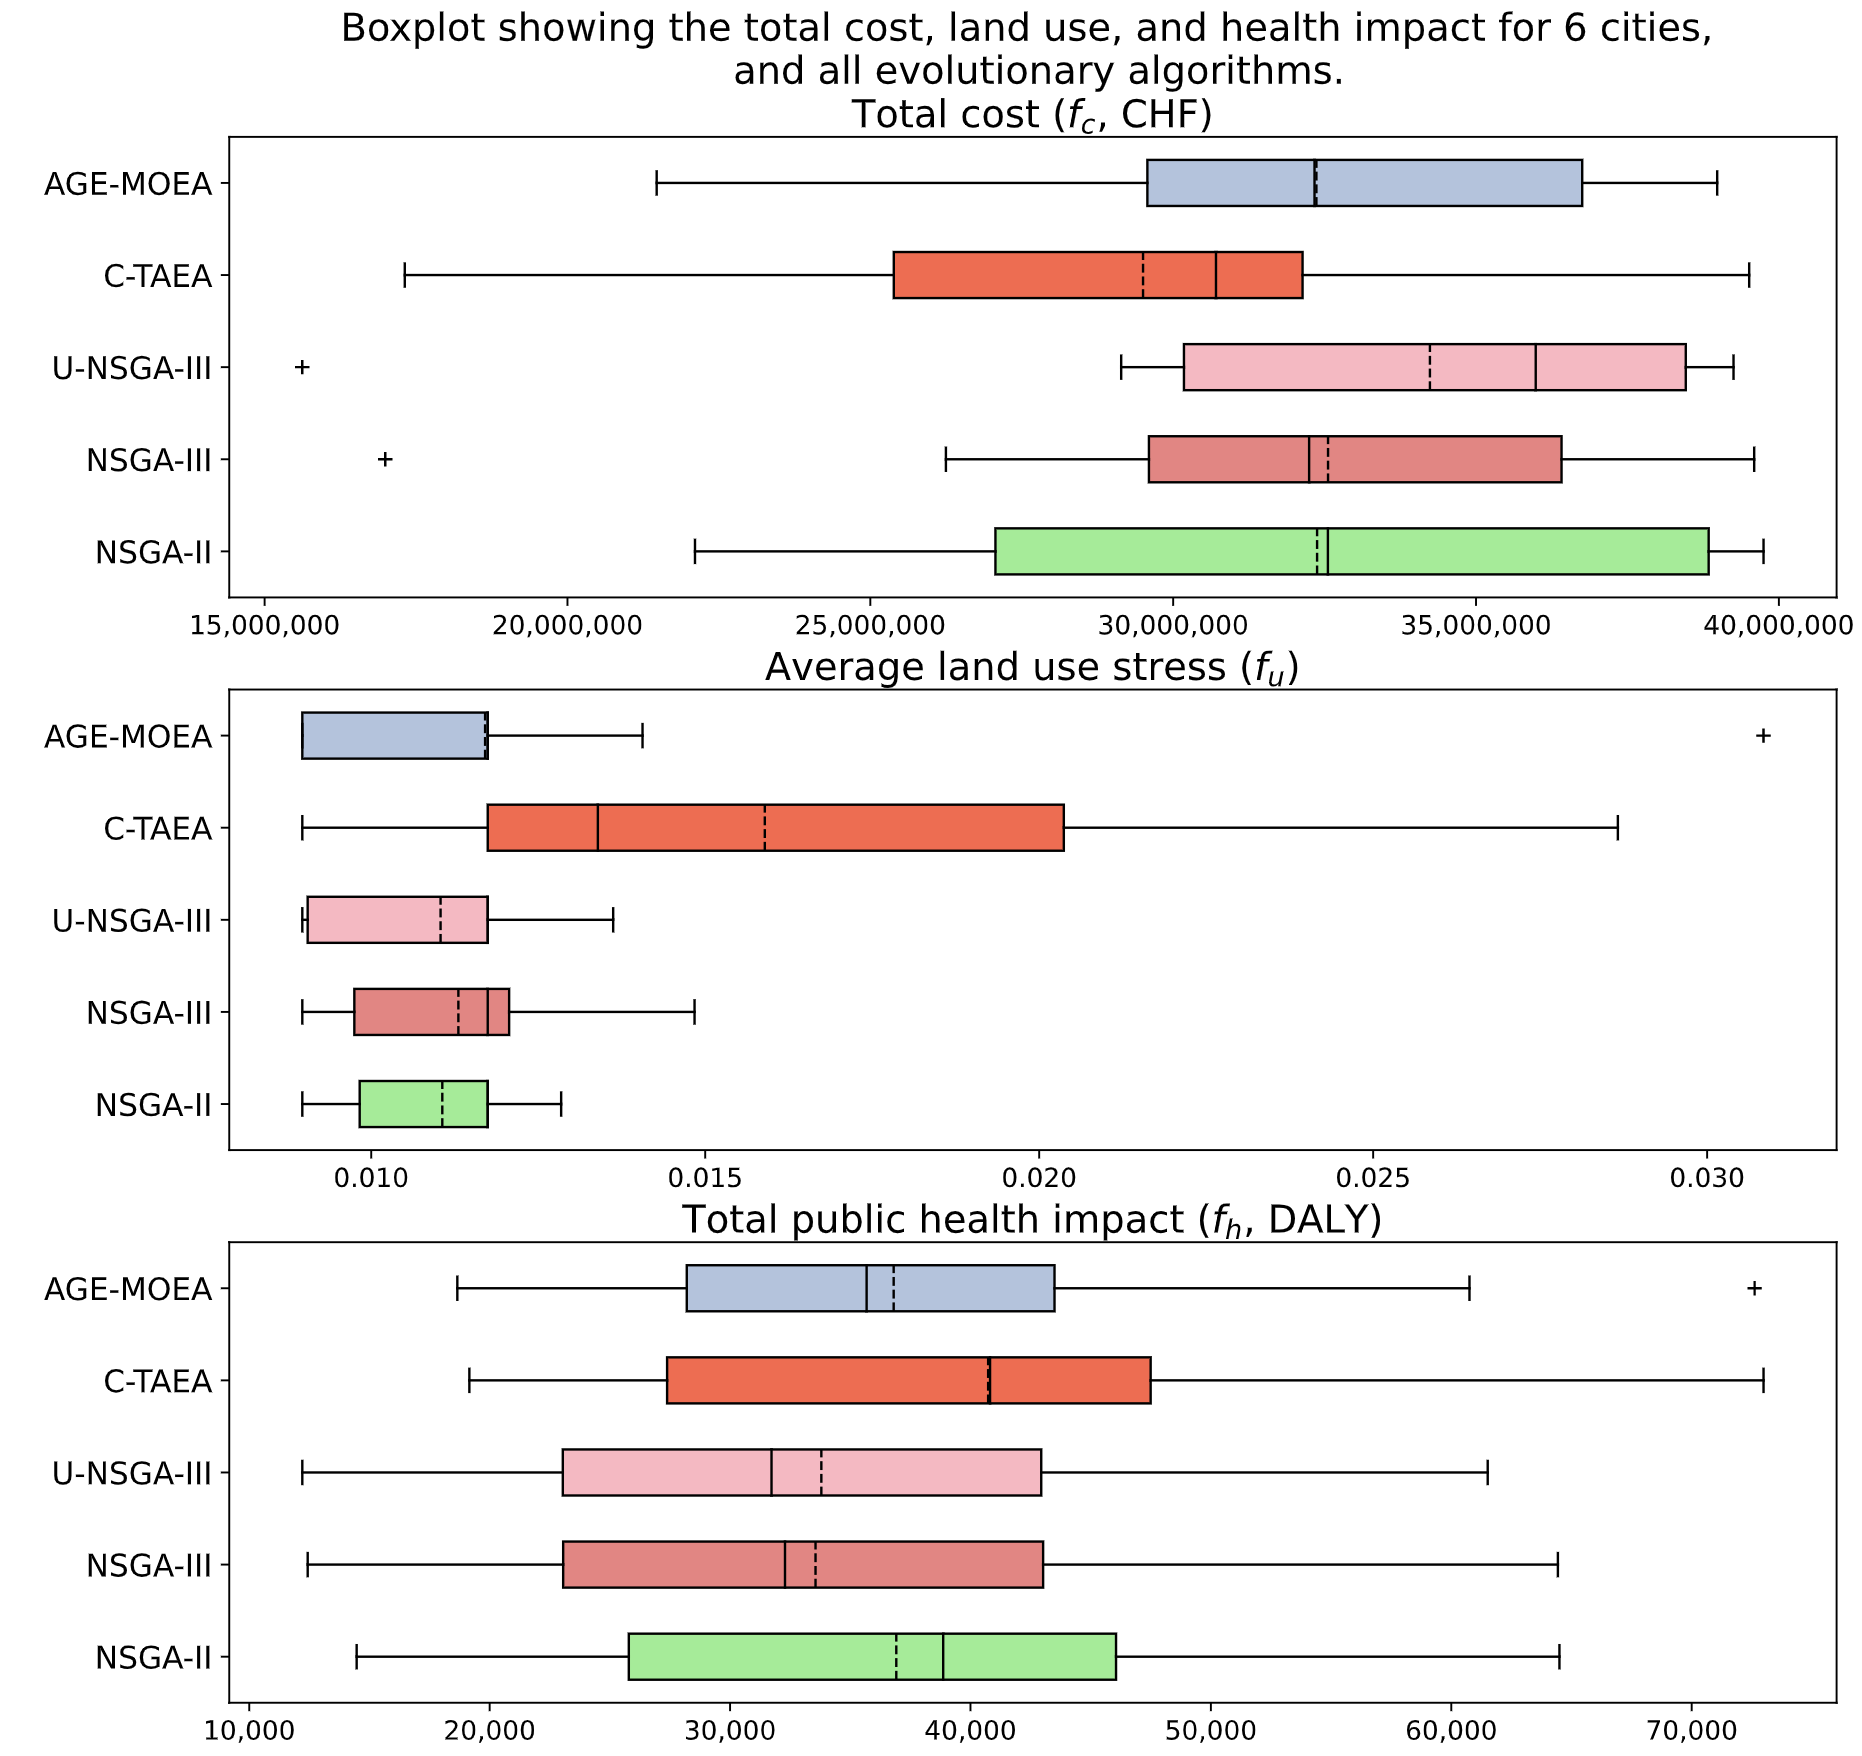 Boxplot showing the total cost, land use, and health impact for 6 cities,
and all evolutionary algorithms.
Total cost (f_c, CHF)
AGE-MOEA
C-TAEA
U-NSGA-III
NSGA-III
NSGA-II
15,000,000 20,000,000 25,000,000 30,000,000 35,000,000 40,000,000
Average land use stress (f_u)
AGE-MOEA
C-TAEA
U-NSGA-III
NSGA-III
NSGA-II
0.010 0.015 0.020 0.025 0.030
Total public health impact (f_h, DALY)
AGE-MOEA
C-TAEA
U-NSGA-III
NSGA-III
NSGA-II
10,000 20,000 30,000 40,000 50,000 60,000 70,000